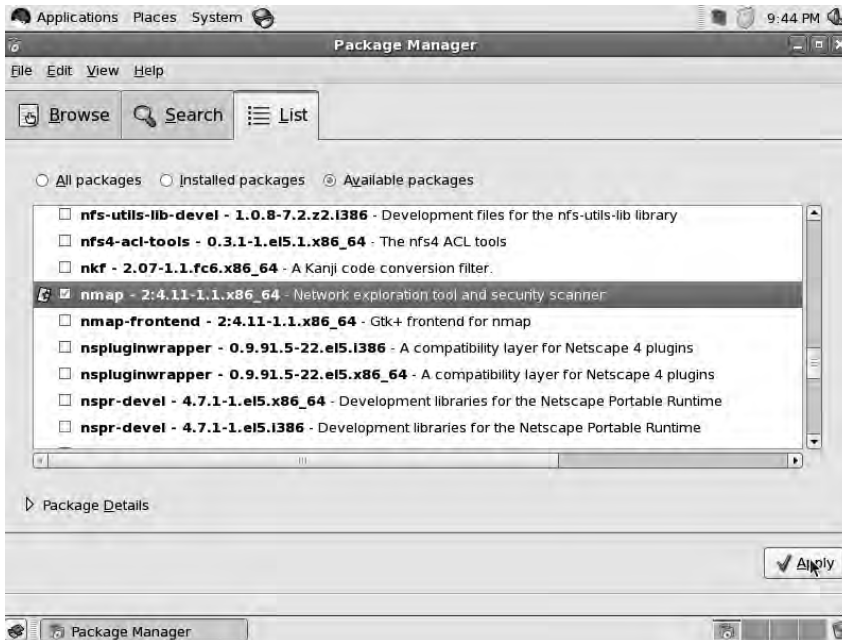 Applications Places System 9:44 PM
Package Manager
File Edit View Help
Browse Search List
All packages Installed packages Available packages
nfs-utils-lib-devel - 1.0.8-7.2.z2.i386 - Development files for the nfs-utils-lib library
nfs4-acl-tools - 0.3.1-1.el5.1.x86_64 - The nfs4 ACL tools
nkf - 2.07-1.1.fc6.x86_64 - A Kanji code conversion filter.
nmap - 2:4.11-1.1.x86_64 - Network exploration tool and security scanner
nmap-frontend - 2:4.11-1.1.x86_64 - Gtk+ frontend for nmap
nspluginwrapper - 0.9.91.5-22.el5.i386 - A compatibility layer for Netscape 4 plugins
nspluginwrapper - 0.9.91.5-22.el5.x86_64 - A compatibility layer for Netscape 4 plugins
nspr-devel - 4.7.1-1.el5.x86_64 - Development libraries for the Netscape Portable Runtime
nspr-devel - 4.7.1-1.el5.i386 - Development libraries for the Netscape Portable Runtime
Package Details
Apply
Package Manager